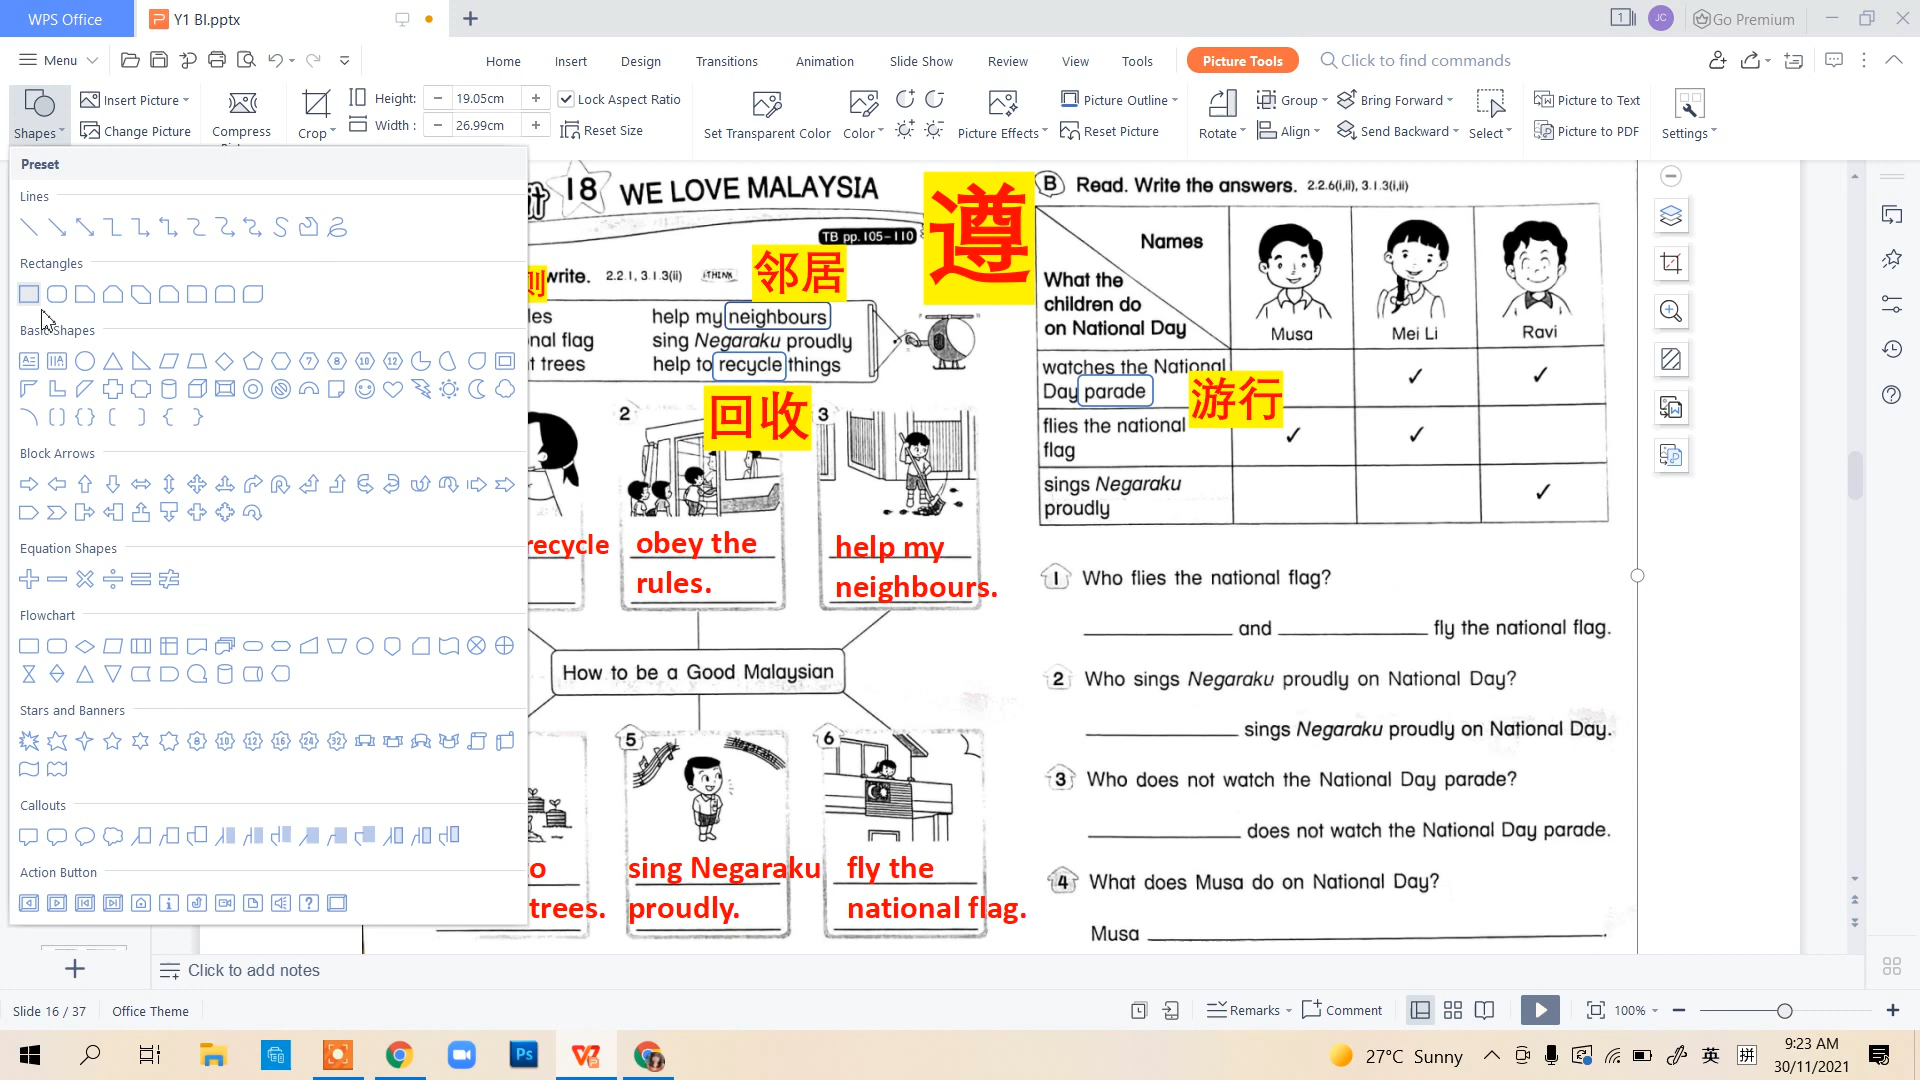 WPS Office
Y1 BI.pptx
1
JC
Go Premium
Menu
Home
Insert
Design
Transitions
Animation
Slide Show
Review
View
Tools
Picture Tools
Click to find commands
Shapes
Insert Picture
Change Picture
Compress
Crop
Height:
19.05cm
Width :
26.99cm
Lock Aspect Ratio
Reset Size
Set Transparent Color
Color
Picture Effects
Picture Outline
Reset Picture
Rotate
Group
Align
Bring Forward
Send Backward
Select
Picture to Text
Picture to PDF
Settings
Preset
Lines
Rectangles
Basic Shapes
Block Arrows
Equation Shapes
Flowchart
Stars and Banners
Callouts
Action Button
18 WE LOVE MALAYSIA
TB pp. 105–110
遵
则
write. 2.2.1, 3.1.3(ii) iTHINK
邻居
les
help my neighbours
nal flag
sing Negaraku proudly
t trees
help to recycle things
回收
2
3
recycle
obey the
rules.
help my
neighbours.
How to be a Good Malaysian
5
6
Negaraku
o
trees.
sing Negaraku
proudly.
fly the
national flag.
B Read. Write the answers. 2.2.6(i,ii), 3.1.3(i,ii)
Names
What the
children do
on National Day
Musa
Mei Li
Ravi
watches the National
Day parade
游行
✓
✓
flies the national
flag
✓
✓
sings Negaraku
proudly
✓
1 Who flies the national flag?
and
fly the national flag.
2 Who sings Negaraku proudly on National Day?
sings Negaraku proudly on National Day.
3 Who does not watch the National Day parade?
does not watch the National Day parade.
4 What does Musa do on National Day?
Musa
Click to add notes
Slide 16 / 37
Office Theme
Remarks
Comment
100%
Ps
27°C Sunny
英
拼
9:23 AM
30/11/2021